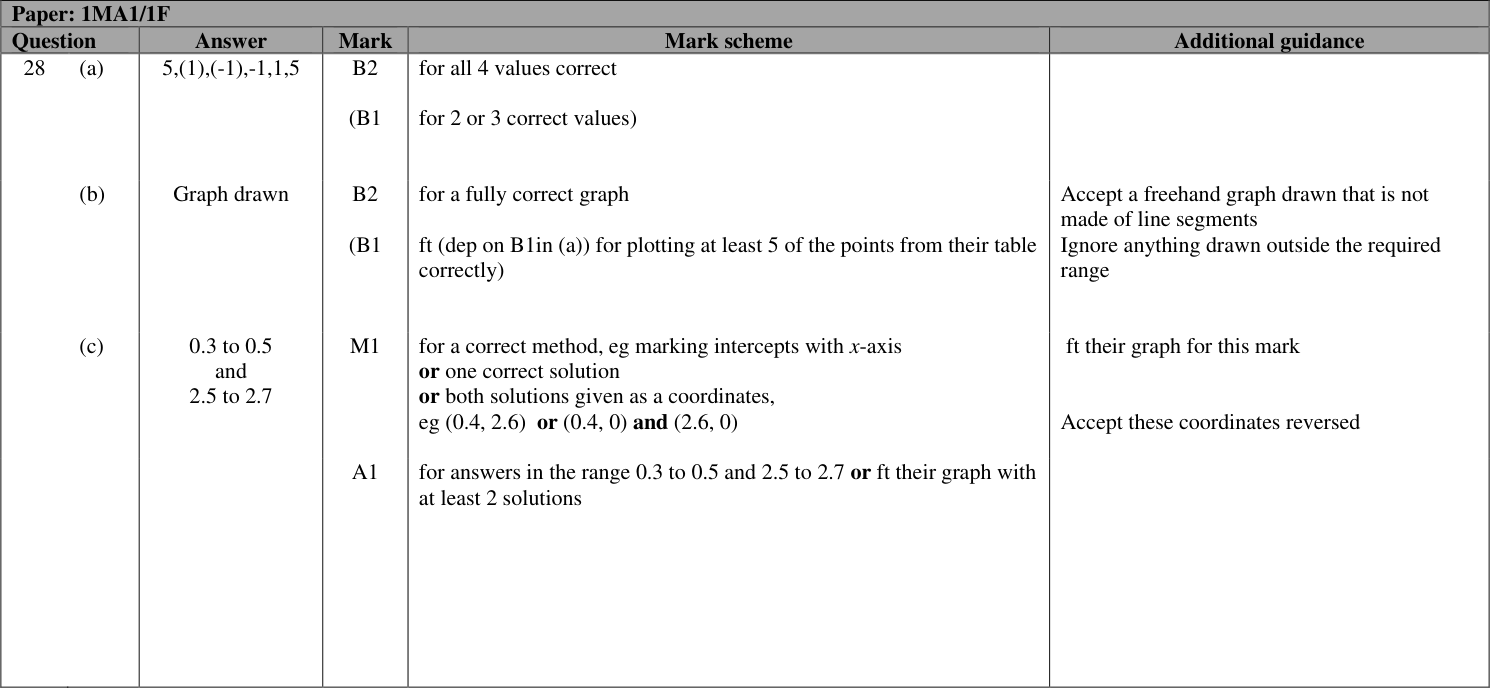 Paper: 1MA1/1F
Question Answer Mark Mark scheme Additional guidance
28 (a) 5,(1),(-1),-1,1,5 B2 for all 4 values correct
(B1 for 2 or 3 correct values)
(b) Graph drawn B2 for a fully correct graph Accept a freehand graph drawn that is not
made of line segments
(B1 ft (dep on B1in (a)) for plotting at least 5 of the points from their table Ignore anything drawn outside the required
correctly) range
(c) 0.3 to 0.5 M1 for a correct method, eg marking intercepts with x-axis ft their graph for this mark
and or one correct solution
2.5 to 2.7 or both solutions given as a coordinates,
eg (0.4, 2.6) or (0.4, 0) and (2.6, 0) Accept these coordinates reversed
A1 for answers in the range 0.3 to 0.5 and 2.5 to 2.7 or ft their graph with
at least 2 solutions